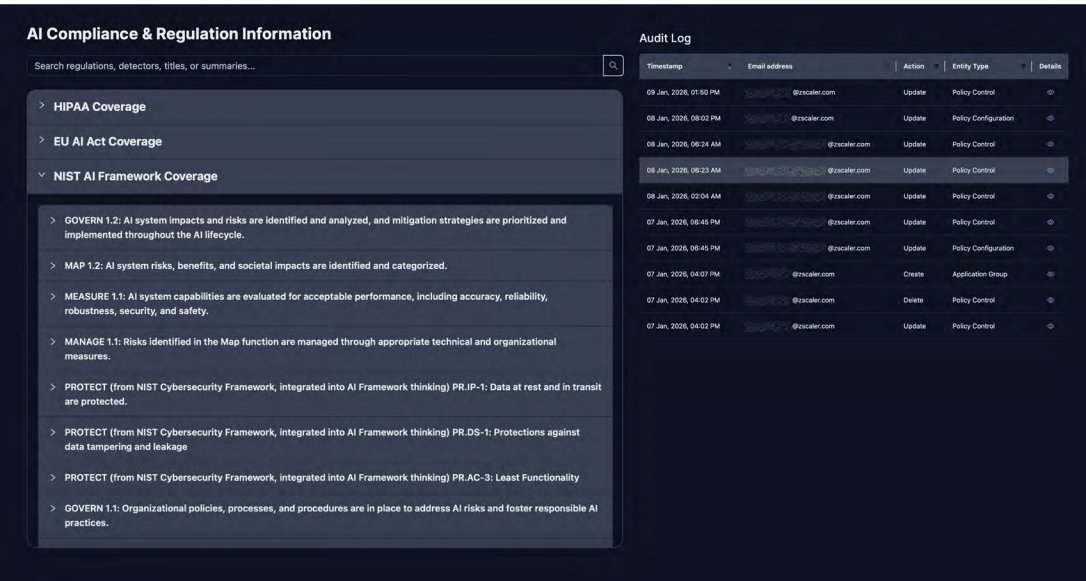 AI Compliance & Regulation Information
Search regulations, detectors, titles, or summaries...
HIPAA Coverage
EU AI Act Coverage
NIST AI Framework Coverage
GOVERN 1.2: AI system impacts and risks are identified and analyzed, and mitigation strategies are prioritized and
implemented throughout the AI lifecycle.
MAP 1.2: AI system risks, benefits, and societal impacts are identified and categorized.
MEASURE 1.1: AI system capabilities are evaluated for acceptable performance, including accuracy, reliability,
robustness, security, and safety.
MANAGE 1.1: Risks identified in the Map function are managed through appropriate technical and organizational
measures.
PROTECT (from NIST Cybersecurity Framework, integrated into AI Framework thinking) PR.IP-1: Data at rest and in transit
are protected.
PROTECT (from NIST Cybersecurity Framework, integrated into AI Framework thinking) PR.DS-1: Protections against
data tampering and leakage
PROTECT (from NIST Cybersecurity Framework, integrated into AI Framework thinking) PR.AC-3: Least Functionality
GOVERN 1.1: Organizational policies, processes, and procedures are in place to address AI risks and foster responsible AI
practices.
Audit Log
Timestamp Email address Action Entity Type Details
09 Jan, 2026, 01:50 PM @zscaler.com Update Policy Control
08 Jan, 2026, 08:02 PM @zscaler.com Update Policy Configuration
08 Jan, 2026, 06:24 AM @zscaler.com Update Policy Control
08 Jan, 2026, 06:23 AM @zscaler.com Update Policy Control
08 Jan, 2026, 02:04 AM @zscaler.com Update Policy Control
07 Jan, 2026, 06:45 PM @zscaler.com Update Policy Control
07 Jan, 2026, 06:45 PM @zscaler.com Update Policy Configuration
07 Jan, 2026, 04:07 PM @zscaler.com Create Application Group
07 Jan, 2026, 04:02 PM @zscaler.com Delete Policy Control
07 Jan, 2026, 04:02 PM @zscaler.com Update Policy Control